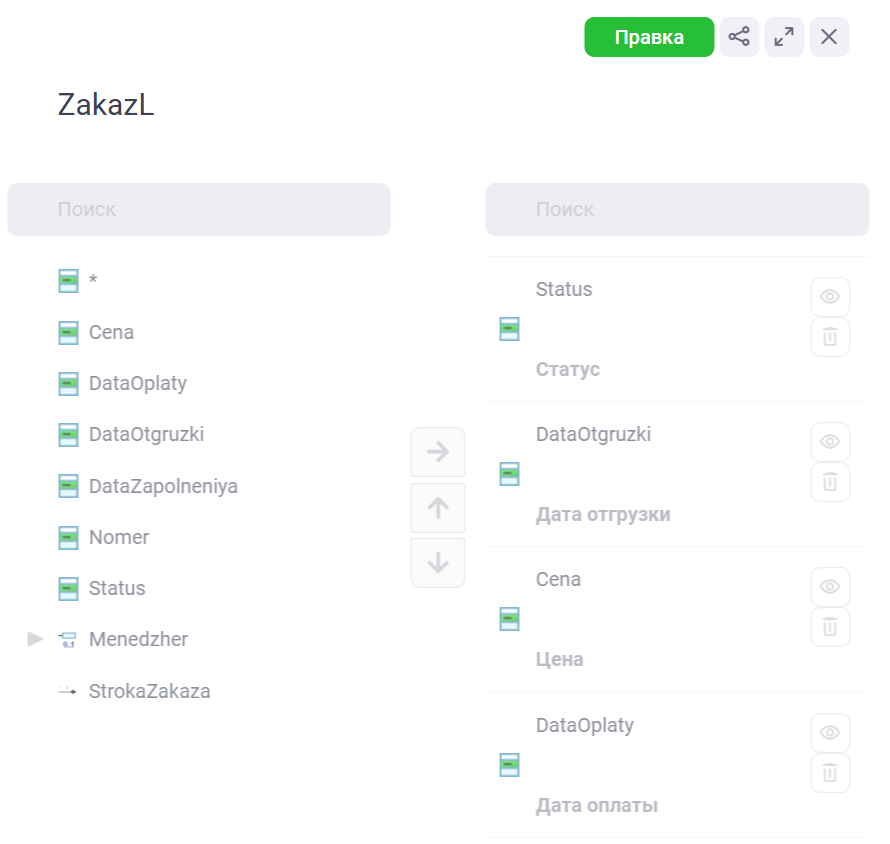 Правка
ZakazL
Поиск
*
Cena
DataOplaty
DataOtgruzki
DataZapolneniya
Nomer
Status
Menedzher
StrokaZakaza
Поиск
Status
Статус
DataOtgruzki
Дата отгрузки
Cena
Цена
DataOplaty
Дата оплаты